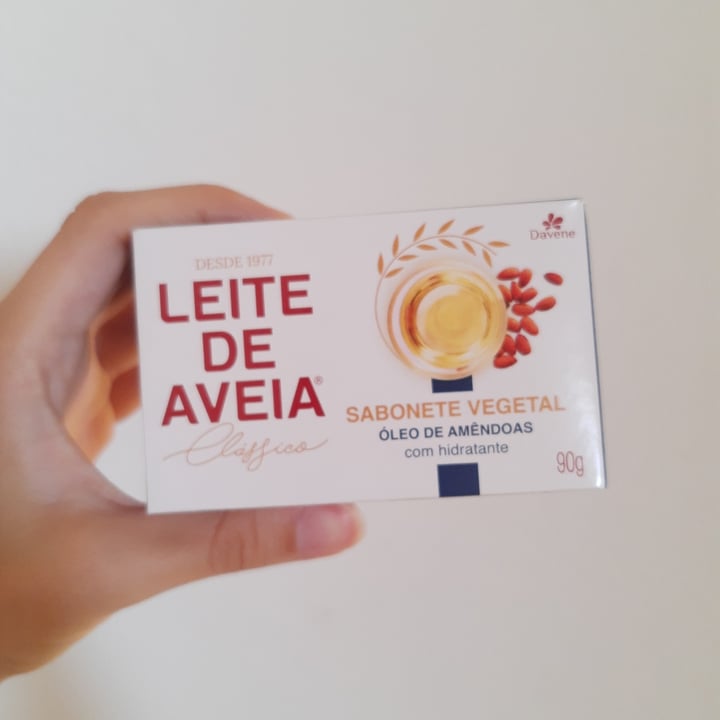 DESDE 1977
LEITE
DE
AVEIA®
Clássico
Davene
SABONETE VEGETAL
ÓLEO DE AMÊNDOAS
com hidratante
90g